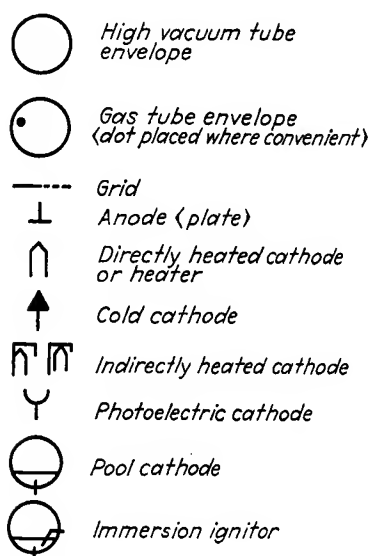 High vacuum tube
envelope
Gas tube envelope
(dot placed where convenient)
Grid
Anode (plate)
Directly heated cathode
or heater
Cold cathode
Indirectly heated cathode
Photoelectric cathode
Pool cathode
Immersion ignitor